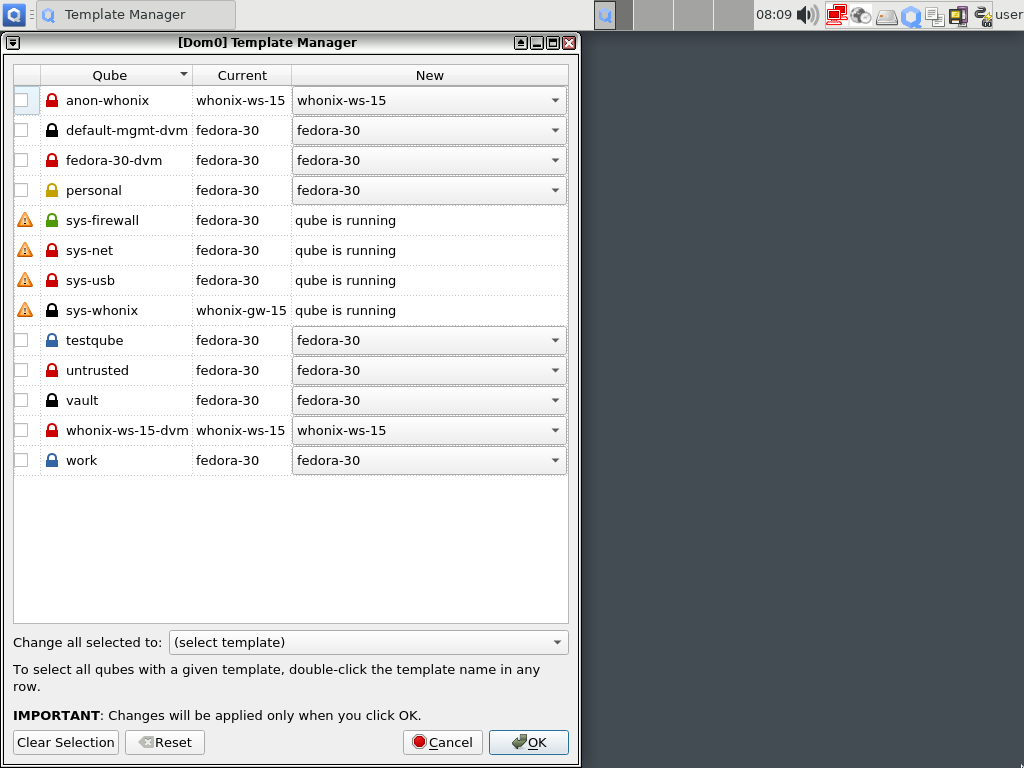 Template Manager 08:09 user
[Dom0] Template Manager
Qube Current New
anon-whonix whonix-ws-15 whonix-ws-15
default-mgmt-dvm fedora-30 fedora-30
fedora-30-dvm fedora-30 fedora-30
personal fedora-30 fedora-30
sys-firewall fedora-30 qube is running
sys-net fedora-30 qube is running
sys-usb fedora-30 qube is running
sys-whonix whonix-gw-15 qube is running
testqube fedora-30 fedora-30
untrusted fedora-30 fedora-30
vault fedora-30 fedora-30
whonix-ws-15-dvm whonix-ws-15 whonix-ws-15
work fedora-30 fedora-30
Change all selected to: (select template)
To select all qubes with a given template, double-click the template name in any
row.
IMPORTANT: Changes will be applied only when you click OK.
Clear Selection Reset Cancel OK